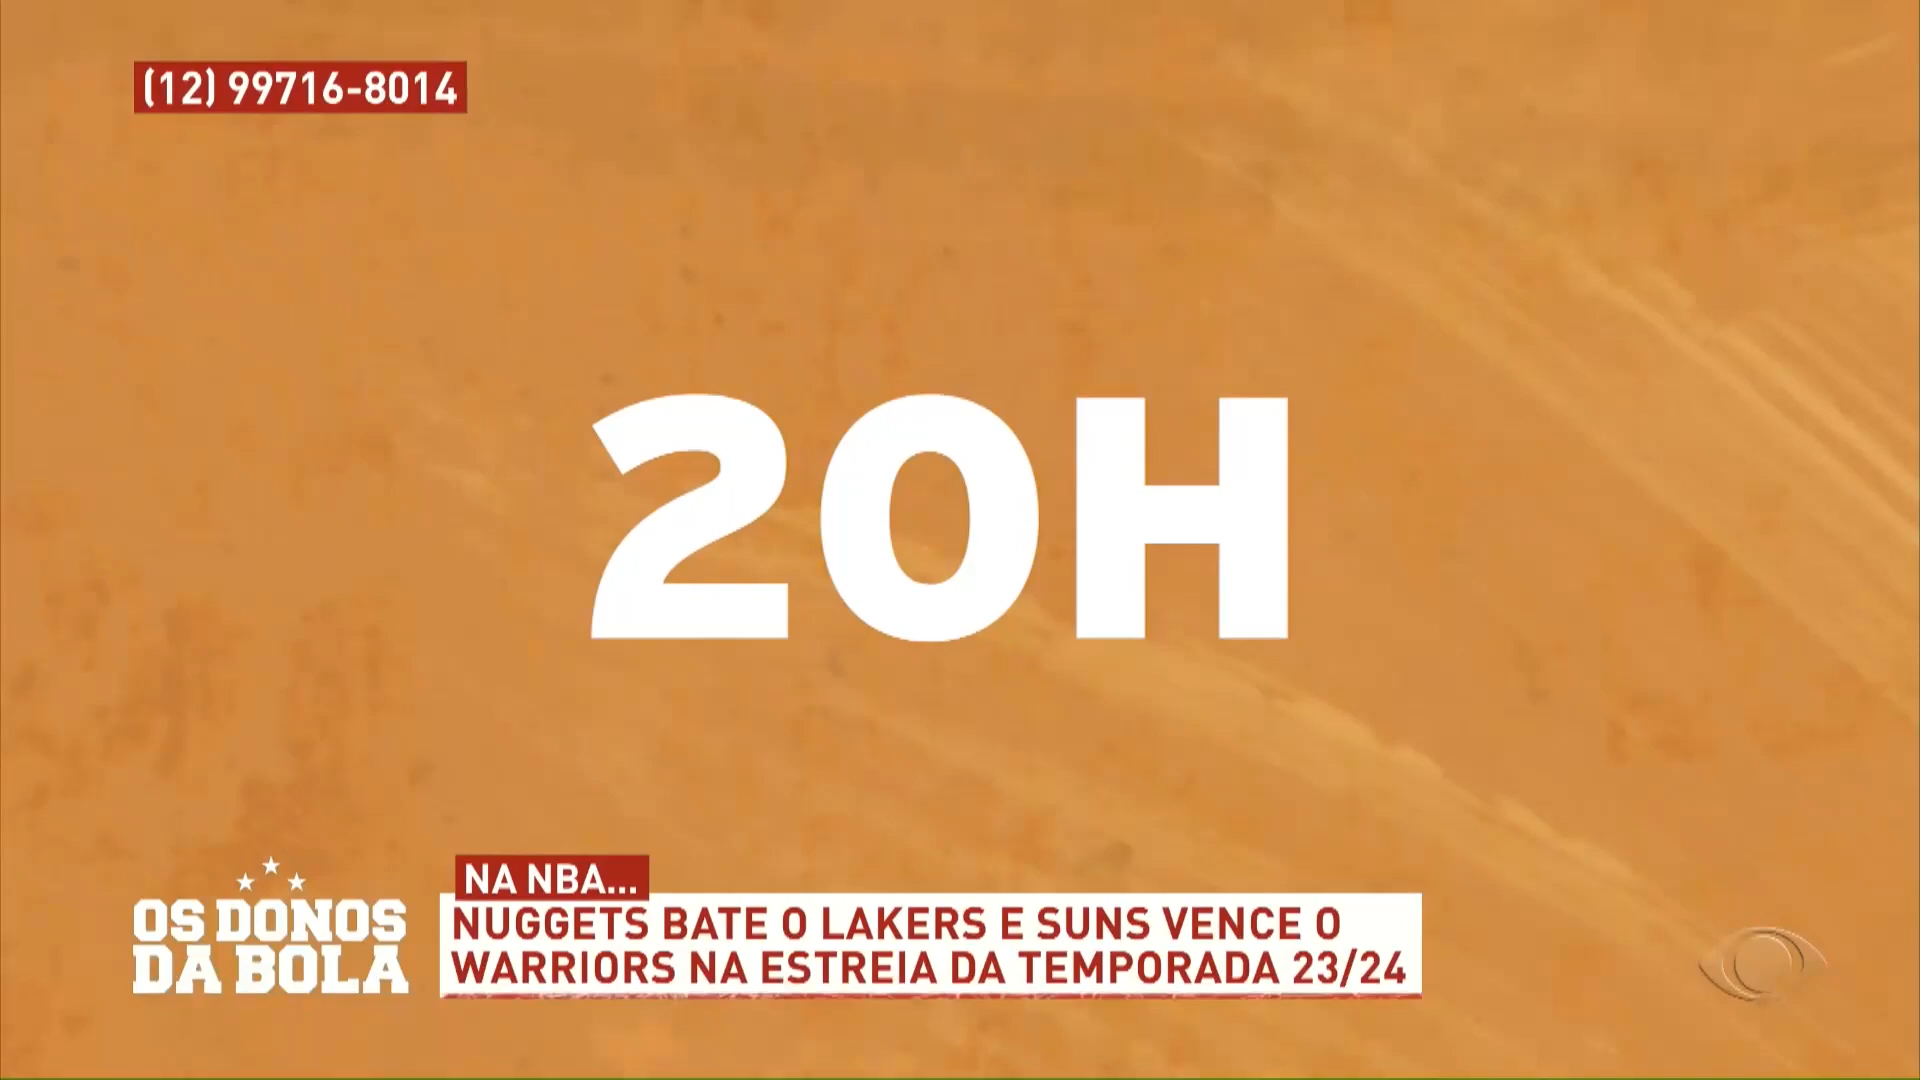 (12) 99716-8014
20H
NA NBA...
OS DONOS
DA BOLA
NUGGETS BATE O LAKERS E SUNS VENCE O
WARRIORS NA ESTREIA DA TEMPORADA 23/24